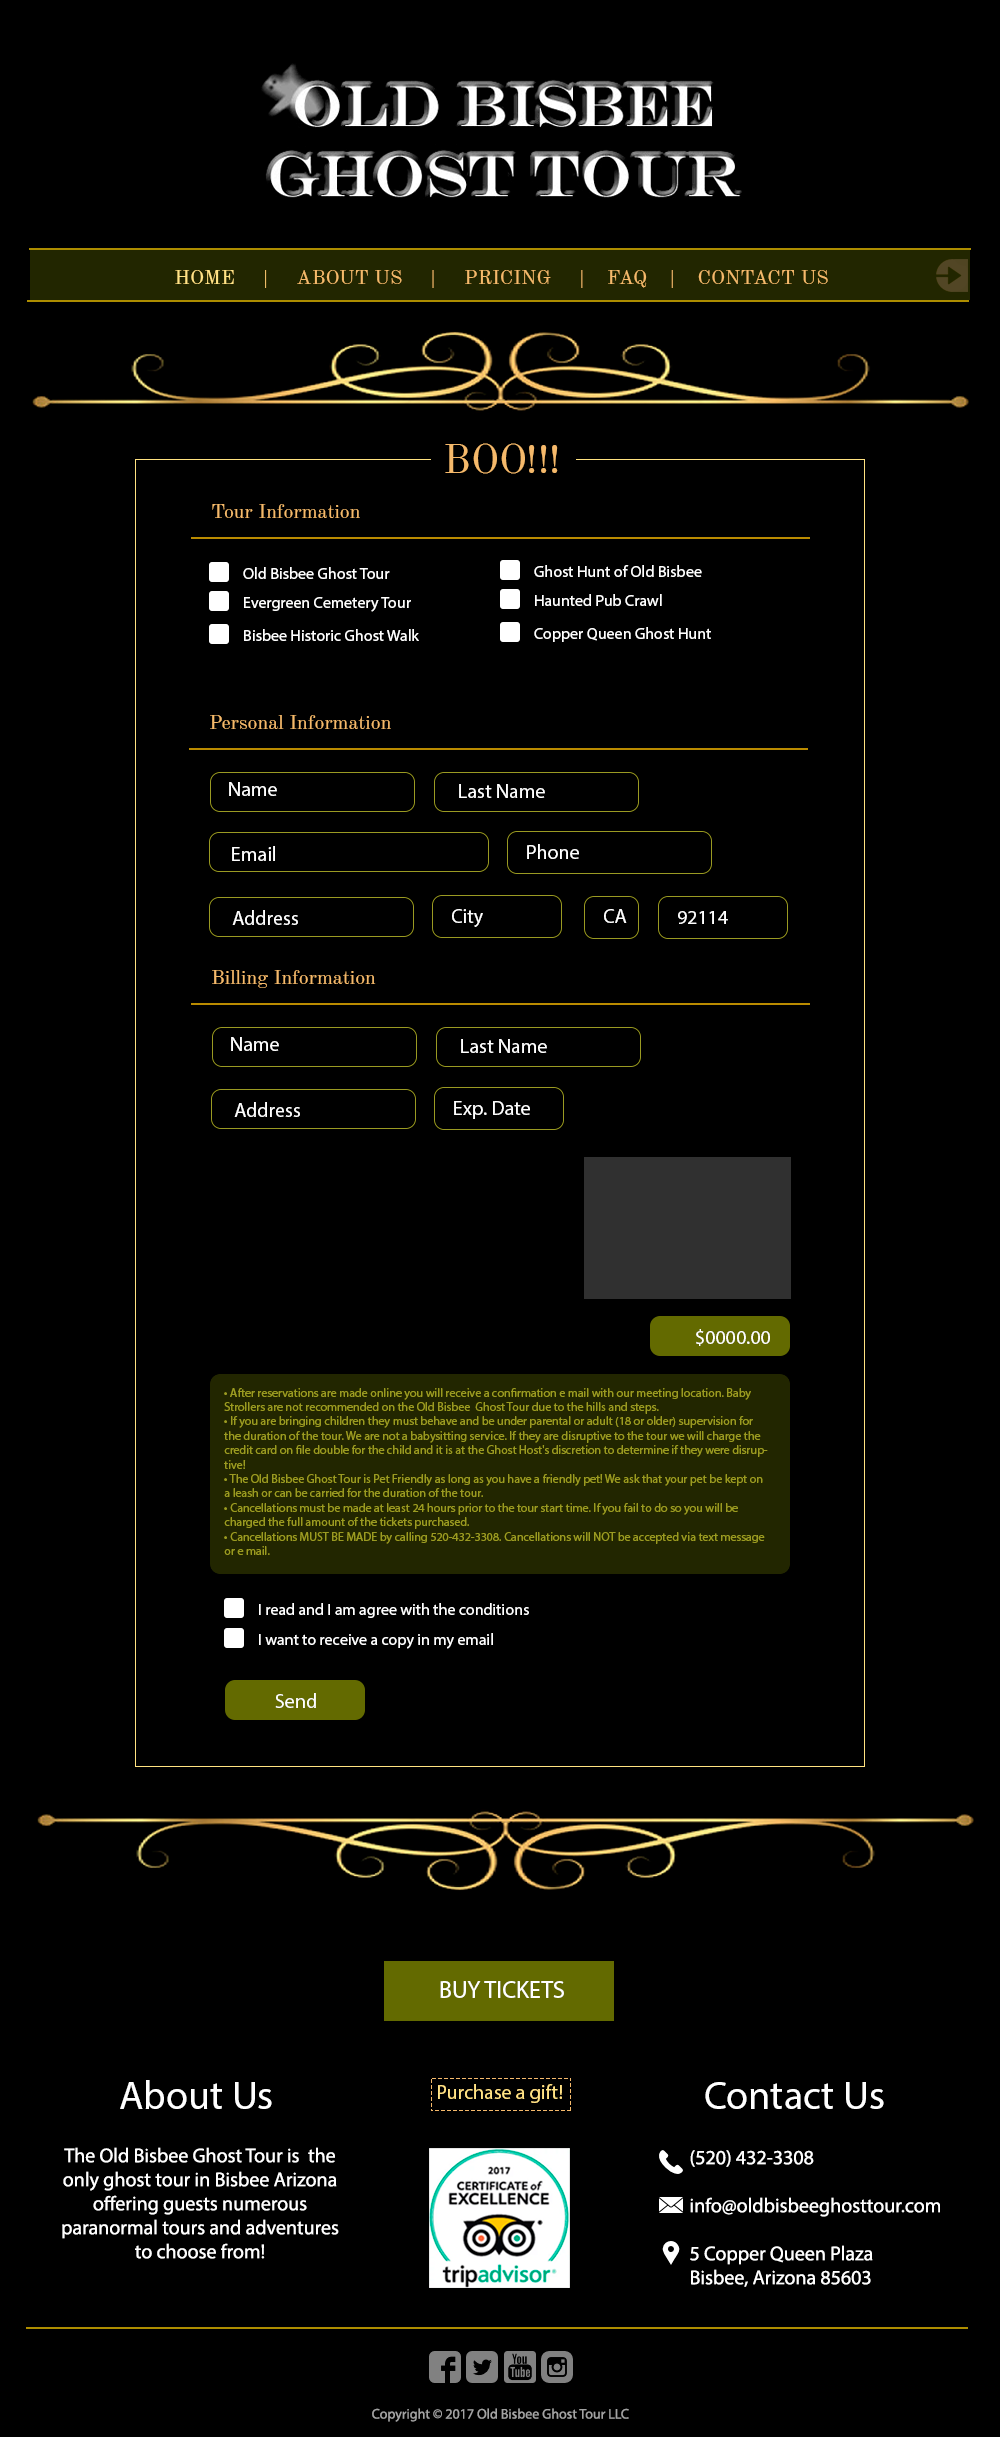 OLD BISBEE
GHOST TOUR
HOME | ABOUT US | PRICING | FAQ | CONTACT US
BOO!!!
Tour Information
Old Bisbee Ghost Tour
Ghost Hunt of Old Bisbee
Evergreen Cemetery Tour
Haunted Pub Crawl
Bisbee Historic Ghost Walk
Copper Queen Ghost Hunt
Personal Information
Name
Last Name
Email
Phone
Address
City
CA
92114
Billing Information
Name
Last Name
Address
Exp. Date
$0000.00
• After reservations are made online you will receive a confirmation e mail with our meeting location. Baby
Strollers are not recommended on the Old Bisbee Ghost Tour due to the hills and steps.
• If you are bringing children they must behave and be under parental or adult (18 or older) supervision for
the duration of the tour. We are not a babysitting service. If they are disruptive to the tour we will charge the
credit card on file double for the child and it is at the Ghost Host's discretion to determine if they were disrup-
tive!
• The Old Bisbee Ghost Tour is Pet Friendly as long as you have a friendly pet! We ask that your pet be kept on
a leash or can be carried for the duration of the tour.
• Cancellations must be made at least 24 hours prior to the tour start time. If you fail to do so you will be
charged the full amount of the tickets purchased.
• Cancellations MUST BE MADE by calling 520-432-3308. Cancellations will NOT be accepted via text message
or e mail.
I read and I am agree with the conditions
I want to receive a copy in my email
Send
BUY TICKETS
About Us
The Old Bisbee Ghost Tour is the
only ghost tour in Bisbee Arizona
offering guests numerous
paranormal tours and adventures
to choose from!
Purchase a gift!
2017
CERTIFICATE of
EXCELLENCE
tripadvisor®
Contact Us
(520) 432-3308
info@oldbisbeeghosttour.com
5 Copper Queen Plaza
Bisbee, Arizona 85603
You
Tube
Copyright © 2017 Old Bisbee Ghost Tour LLC